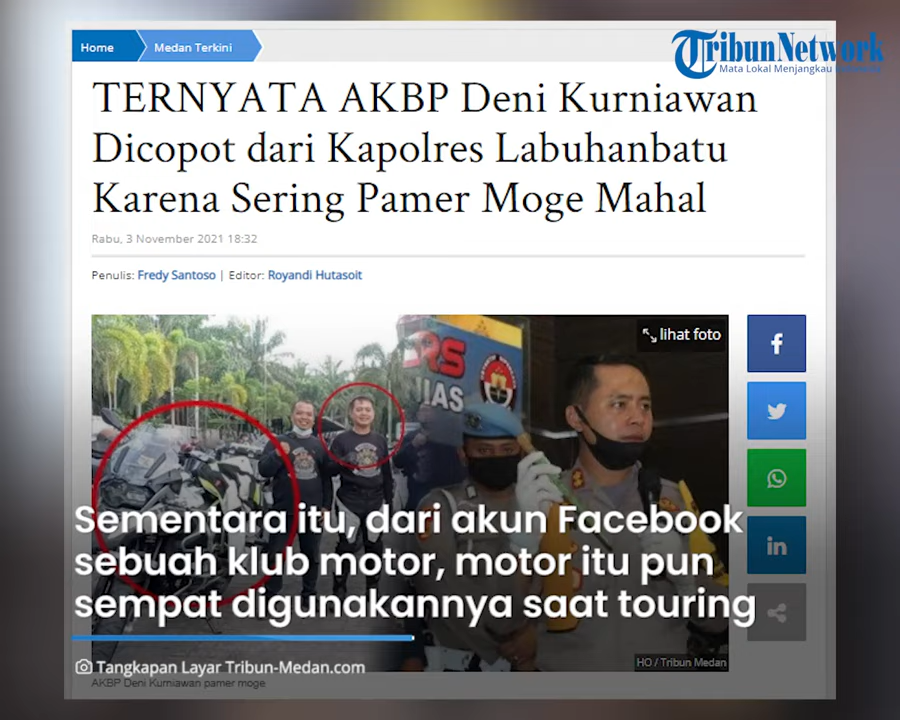 Home
Medan Terkini
TribunNetwork
Mata Lokal Menjangkau Indonesia
TERNYATA AKBP Deni Kurniawan
Dicopot dari Kapolres Labuhanbatu
Karena Sering Pamer Moge Mahal
Rabu, 3 November 2021 18:32
Penulis: Fredy Santoso | Editor: Royandi Hutasoit
lihat foto
RS
IAS
Sementara itu, dari akun Facebook
sebuah klub motor, motor itu pun
sempat digunakannya saat touring
HO / Tribun Medan
Tangkapan Layar Tribun-Medan.com
AKBP Deni Kurniawan pamer moge